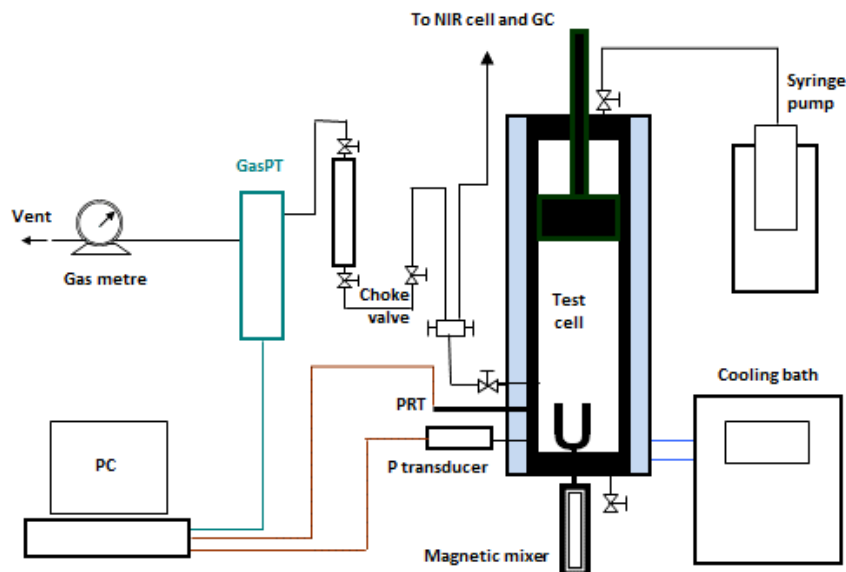 To NIR cell and GC
Syringe
pump
GasPT
Vent
Gas metre
Choke
valve
Test
cell
Cooling bath
PRT
PC
P transducer
Magnetic mixer